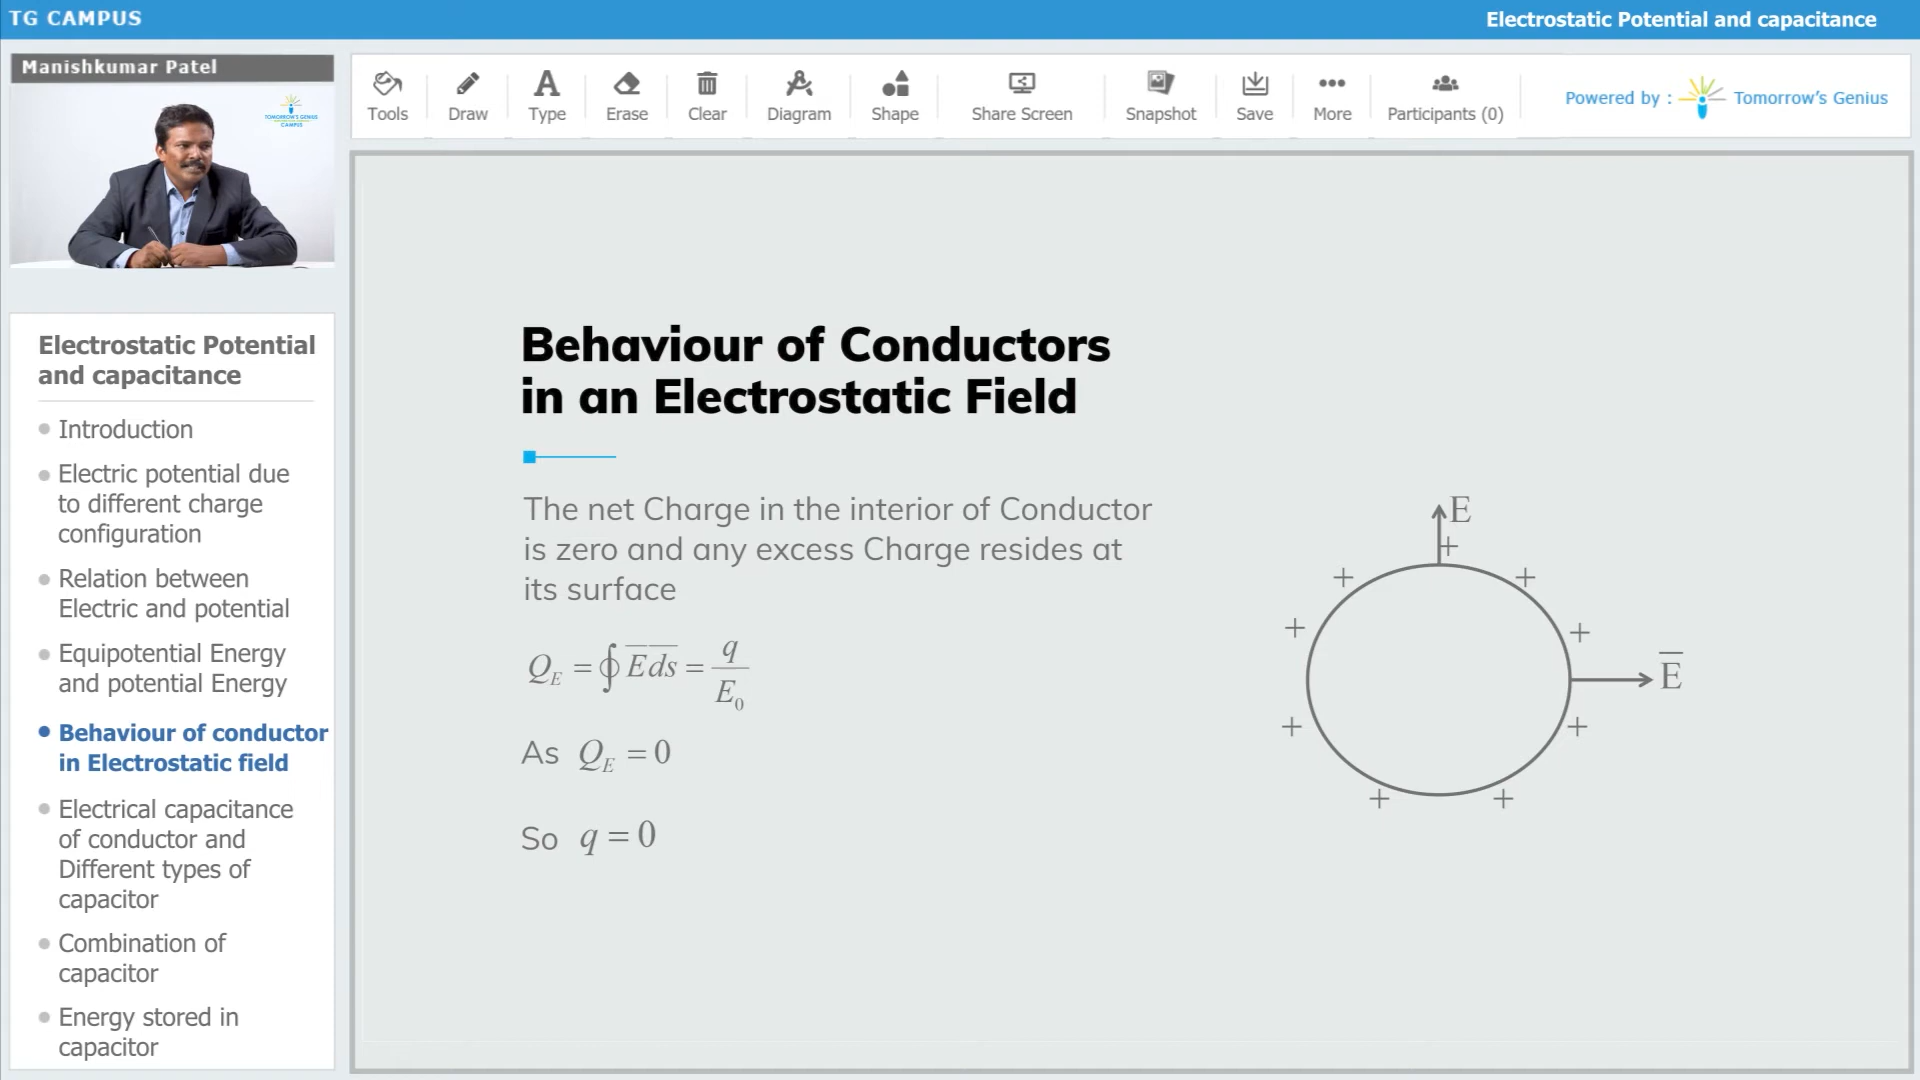 TG CAMPUS
Electrostatic Potential and capacitance
Manishkumar Patel
TOMORROW'S GENIUS
CAMPUS
Tools
Draw
Type
Erase
Clear
Diagram
Shape
Share Screen
Snapshot
Save
More
Participants (0)
Powered by :
Tomorrow's Genius
Electrostatic Potential
and capacitance
Introduction
Electric potential due
to different charge
configuration
Relation between
Electric and potential
Equipotential Energy
and potential Energy
Behaviour of conductor
in Electrostatic field
Electrical capacitance
of conductor and
Different types of
capacitor
Combination of
capacitor
Energy stored in
capacitor
Behaviour of Conductors
in an Electrostatic Field
The net Charge in the interior of Conductor
is zero and any excess Charge resides at
its surface
Q_E = ∮ E̅ d̅s̅ = q / E₀
As Q_E = 0
So q = 0
E
+
+ +
+ +
E̅
+ +
+ +